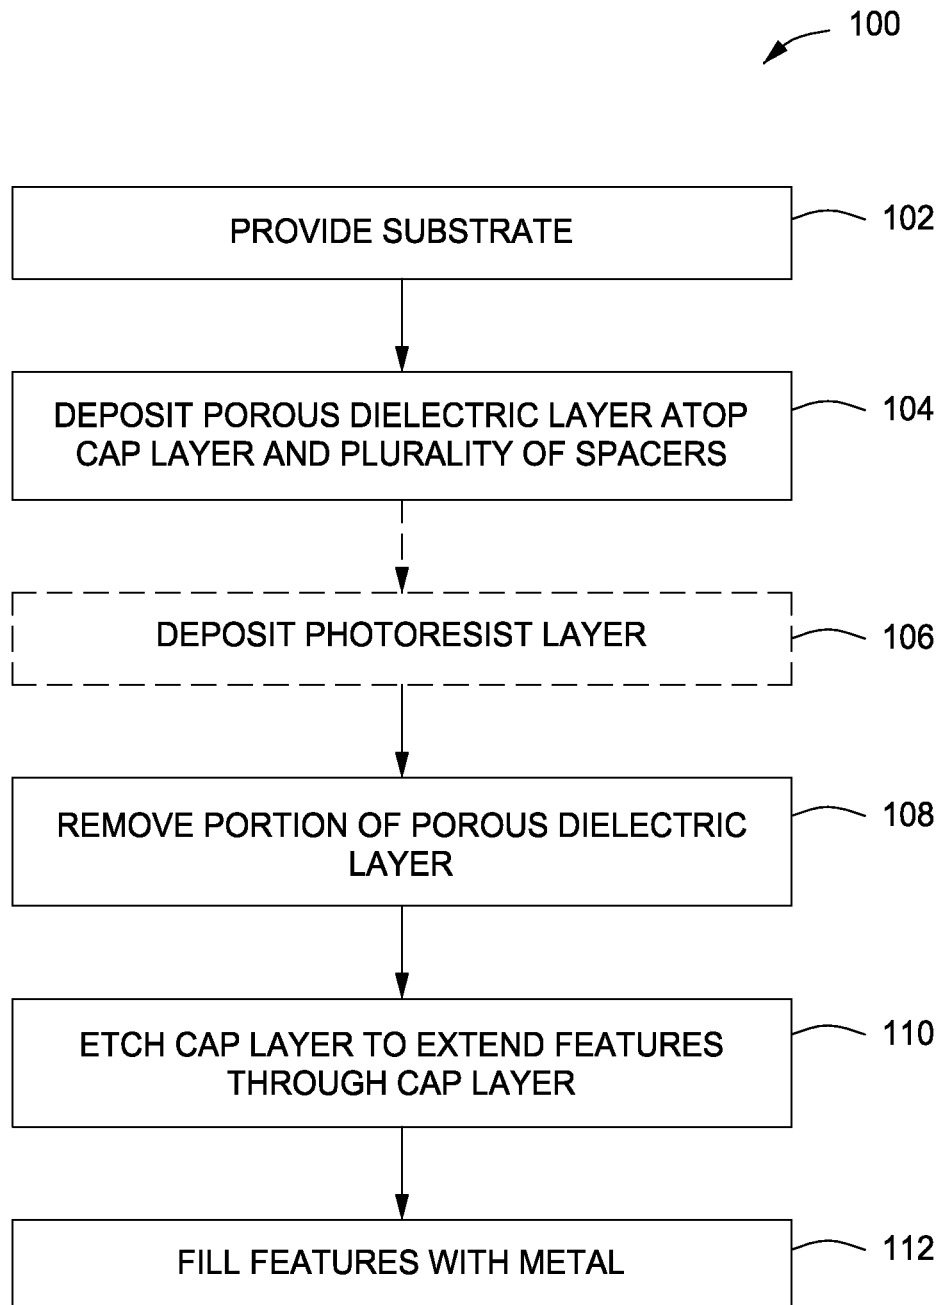 100
PROVIDE SUBSTRATE
102
DEPOSIT POROUS DIELECTRIC LAYER ATOP
CAP LAYER AND PLURALITY OF SPACERS
104
DEPOSIT PHOTORESIST LAYER
106
REMOVE PORTION OF POROUS DIELECTRIC
LAYER
108
ETCH CAP LAYER TO EXTEND FEATURES
THROUGH CAP LAYER
110
FILL FEATURES WITH METAL
112